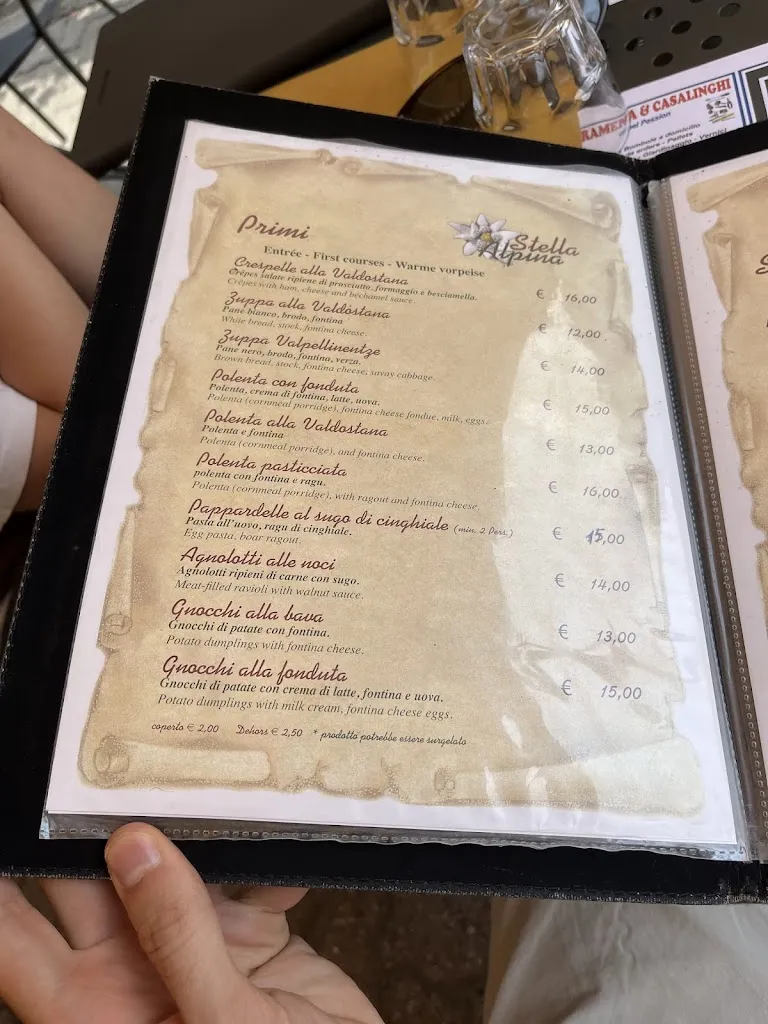 RAMENTA & CASALINGHI
Primi
Stella
Alpina
Entrée - First courses - Warme vorpeise
Crespelle alla Valdostana
Crêpes salate ripiene di prosciutto, formaggio e besciamella.
Crêpes with ham, cheese and béchamel sauce.
€ 16,00
Zuppa alla Valdostana
Pane bianco, brodo, fontina
White bread, stock, fontina cheese.
€ 12,00
Zuppa Valpellinentze
Pane nero, brodo, fontina, verza.
Brown bread, stock, fontina cheese, savay cabbage.
€ 14,00
Polenta con fonduta
Polenta, crema di fontina, latte, uova.
Polenta (cornmeal porridge), fontina cheese fondue, milk, eggs.
€ 15,00
Polenta alla Valdostana
Polenta e fontina
Polenta (cornmeal porridge), and fontina cheese.
€ 13,00
Polenta pasticciata
polenta con fontina e ragu.
Polenta (cornmeal porridge), with ragout and fontina cheese
€ 16,00
Pappardelle al sugo di cinghiale (min. 2 Pers.)
Pasta all'uovo, ragu di cinghiale.
Egg pasta, boar ragout.
€ 15,00
Agnolotti alle noci
Agnolotti ripieni di carne con sugo.
Meat-filled ravioli with walnut sauce.
€ 14,00
Gnocchi alla bava
Gnocchi di patate con fontina.
Potato dumplings with fontina cheese.
€ 13,00
Gnocchi alla fonduta
Gnocchi di patate con crema di latte, fontina e uova.
Potato dumplings with milk cream, fontina cheese eggs.
€ 15,00
coperto € 2,00 Dehors € 2,50 * prodotto potrebbe essere surgelato